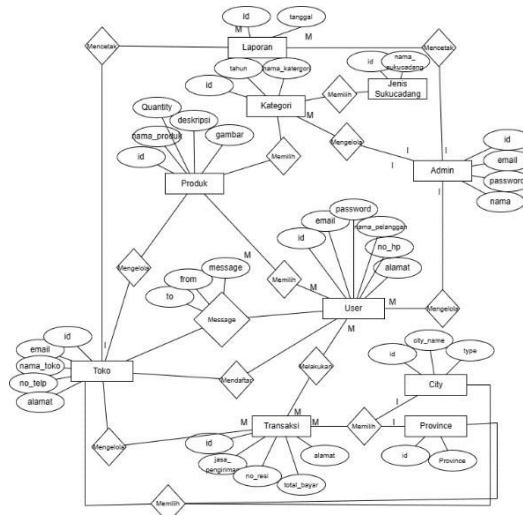 id
tanggal
M
Laporan
M
Mencetak
Mencetak
tahun
nama_katergori
id
nama_
sukucadang
id
Kategori
Memilih
Jenis
Sukucadang
M
Quantity
deskripsi
nama_produk
gambar
id
Memilih
Mengelola
I
I
I
Admin
id
email
password
nama
Produk
password
email
nama_pelanggan
id
no_hp
alamat
Mengelola
M
message
from
to
Memilih
M
User
M
Mengelola
Message
M
id
email
nama_toko
no_telp
alamat
I
Toko
Mendaftar
Melakukan
city_name
id
type
City
I
Mengelola
M
M
M
Transaksi
Memilih
I
Province
id
jasa_
pengiriman
no_resi
total_bayar
alamat
id
Province
Memilih